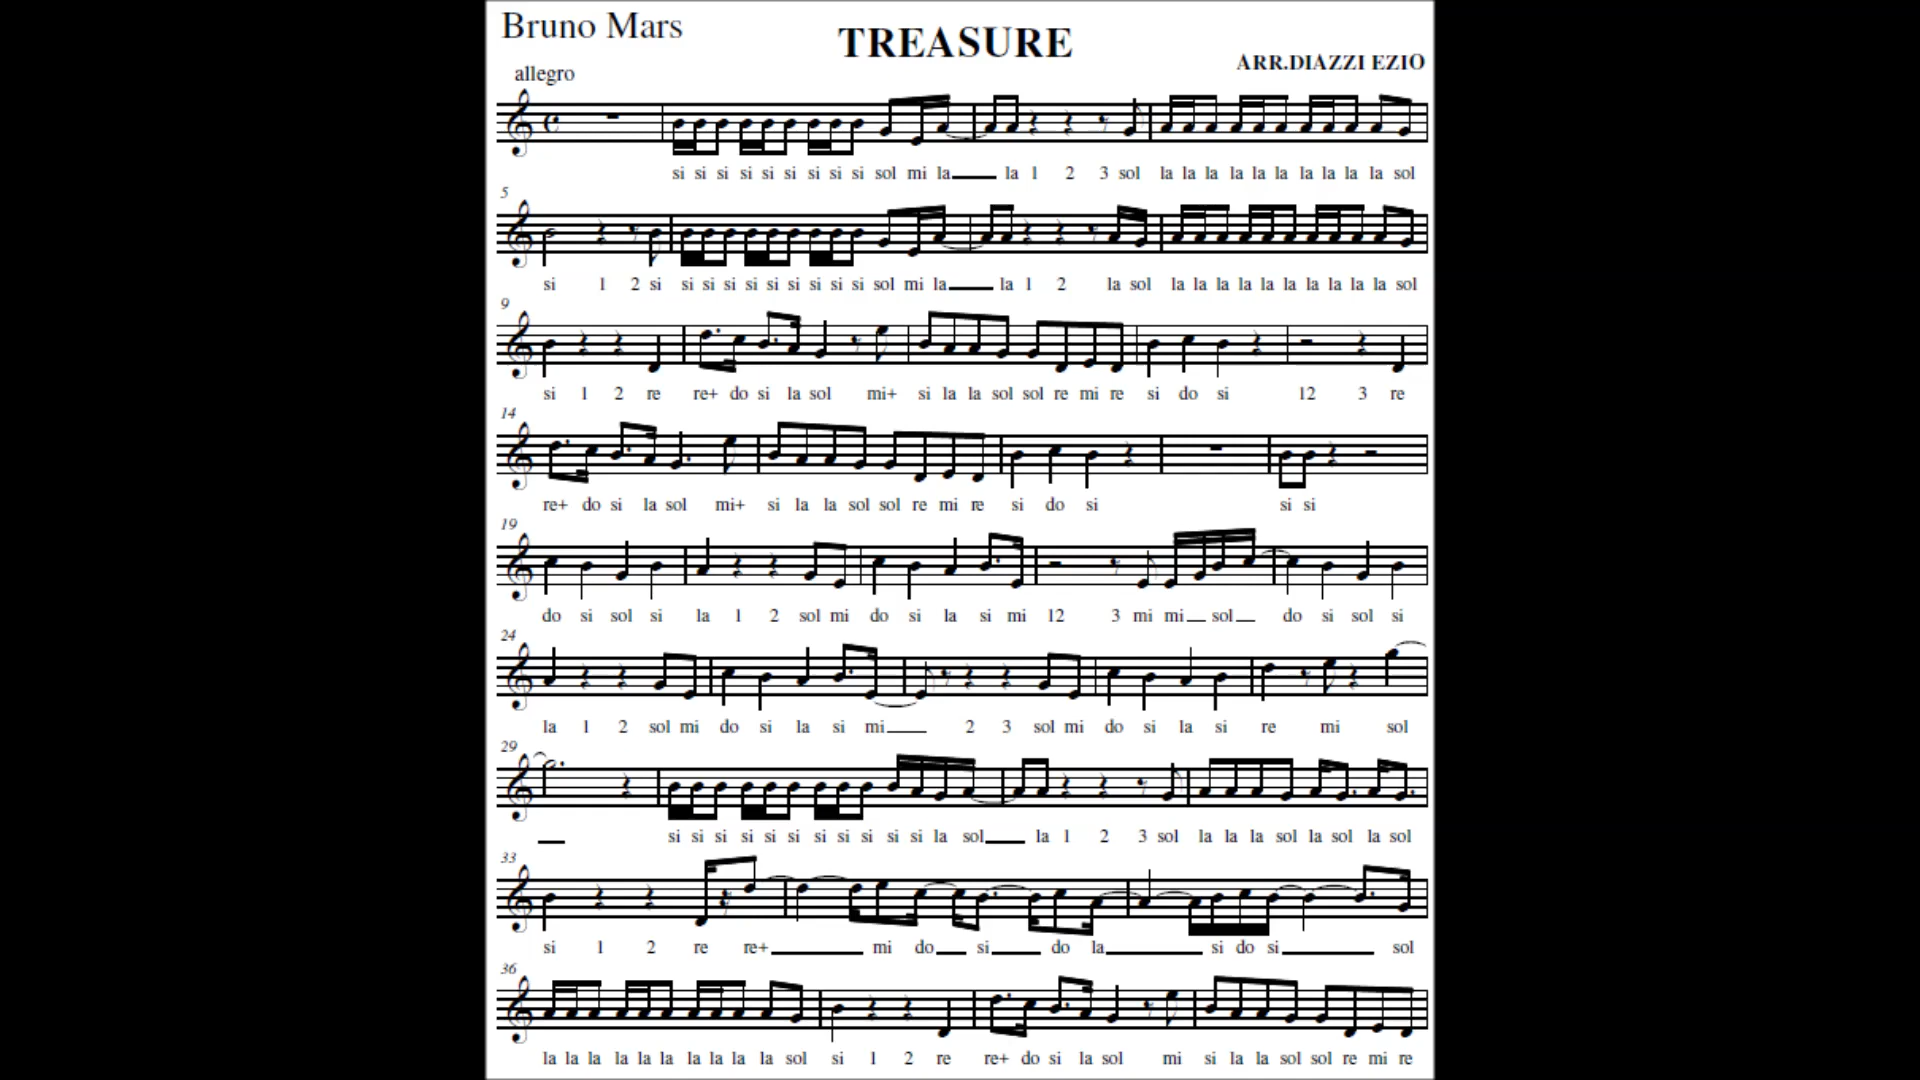 Bruno Mars
TREASURE
ARR.DIAZZI EZIO
allegro
si si si si si si si si si sol mi la la 1 2 3 sol la la la la la la la la la la sol
5
si 1 2 si si si si si si si si si si sol mi la la 1 2 la sol la la la la la la la la la la sol
9
si 1 2 re re+ do si la sol mi+ si la la sol sol re mi re si do si 12 3 re
14
re+ do si la sol mi+ si la la sol sol re mi re si do si si si
19
do si sol si la 1 2 sol mi do si la si mi 12 3 mi mi sol do si sol si
24
la 1 2 sol mi do si la si mi 2 3 sol mi do si la si re mi sol
29
si si si si si si si si si si si la sol la 1 2 3 sol la la la sol la sol la sol
33
si 1 2 re re+ mi do si do la si do si sol
36
la la la la la la la la la la sol si 1 2 re re+ do si la sol mi si la la sol sol re mi re